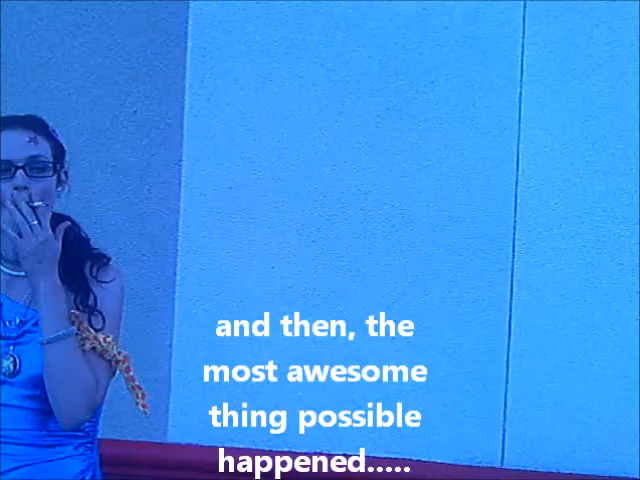 and then, the
most awesome
thing possible
happened.....